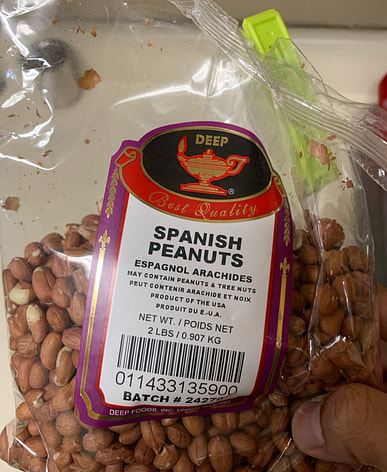 DEEP
®
Best Quality
SPANISH
PEANUTS
ESPAGNOL ARACHIDES
MAY CONTAIN PEANUTS & TREE NUTS
PEUT CONTENIR ARACHIDE ET NOIX
PRODUCT OF THE USA
PRODUIT DU E.-U.A.
NET WT. / POIDS NET
2 LBS / 0.907 KG
011433135900
BATCH #
DEEP FOODS, INC. UNION